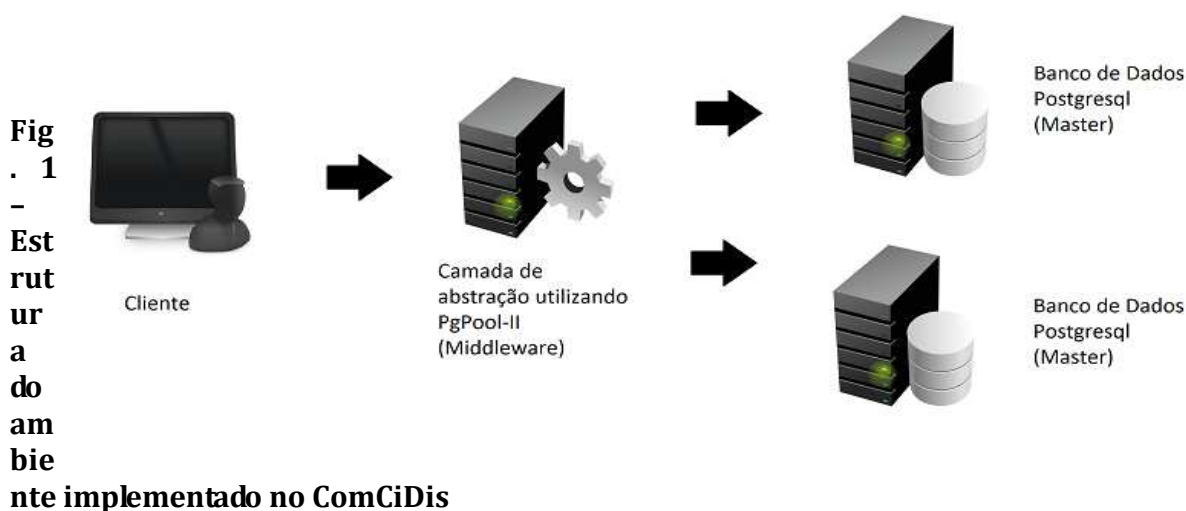 Fig
. 1
–
Est
rut
ur
a
do
am
bie
nte implementado no ComCiDis
Cliente
Camada de
abstração utilizando
PgPool-II
(Middleware)
Banco de Dados
Postgresql
(Master)
Banco de Dados
Postgresql
(Master)